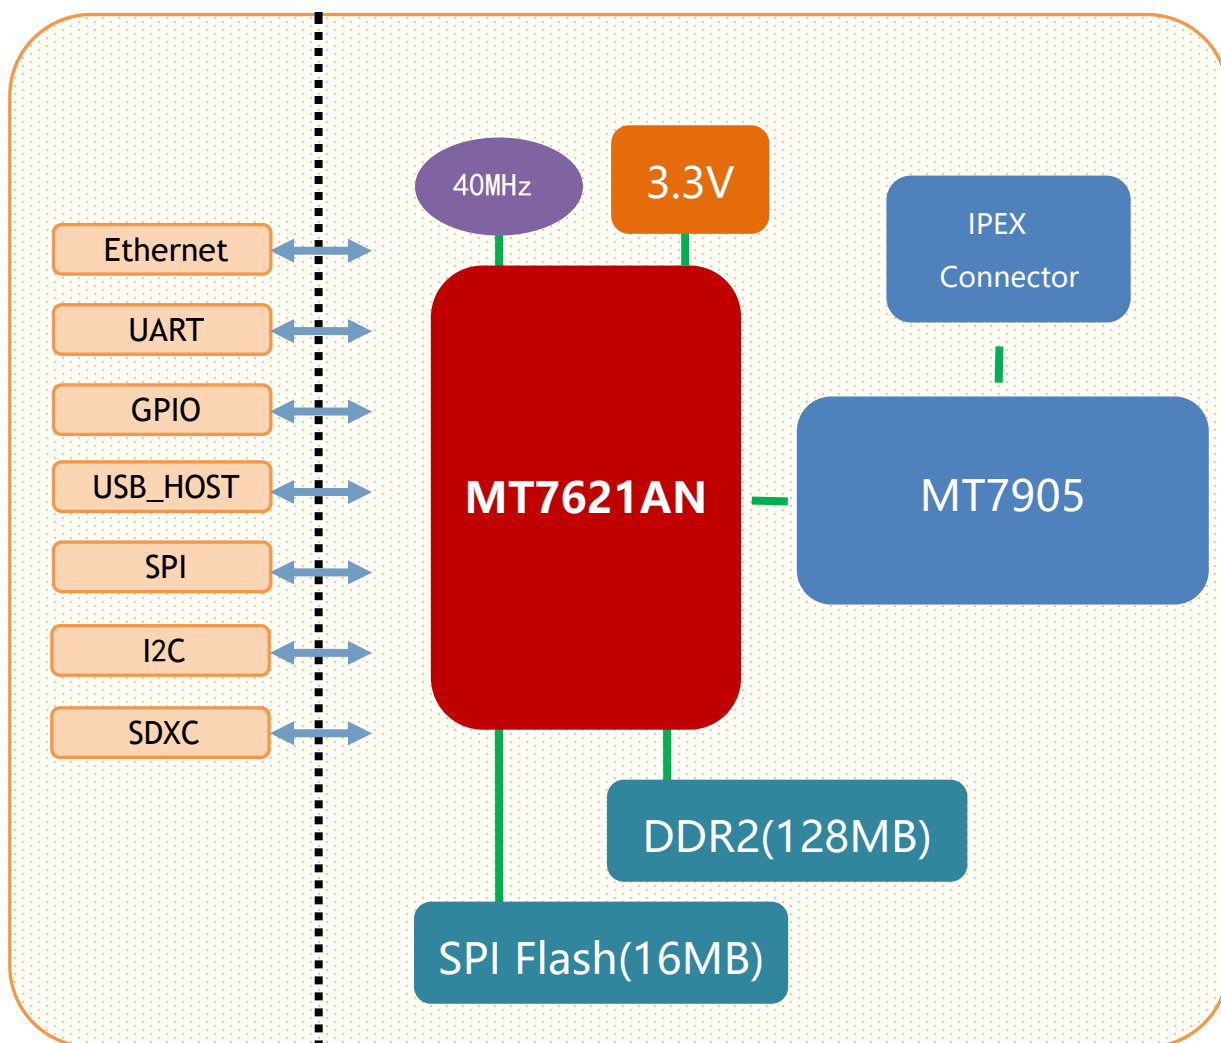 40MHz
3.3V
IPEX
Connector
Ethernet
UART
GPIO
USB_HOST
SPI
I2C
SDXC
MT7621AN
MT7905
DDR2(128MB)
SPI Flash(16MB)